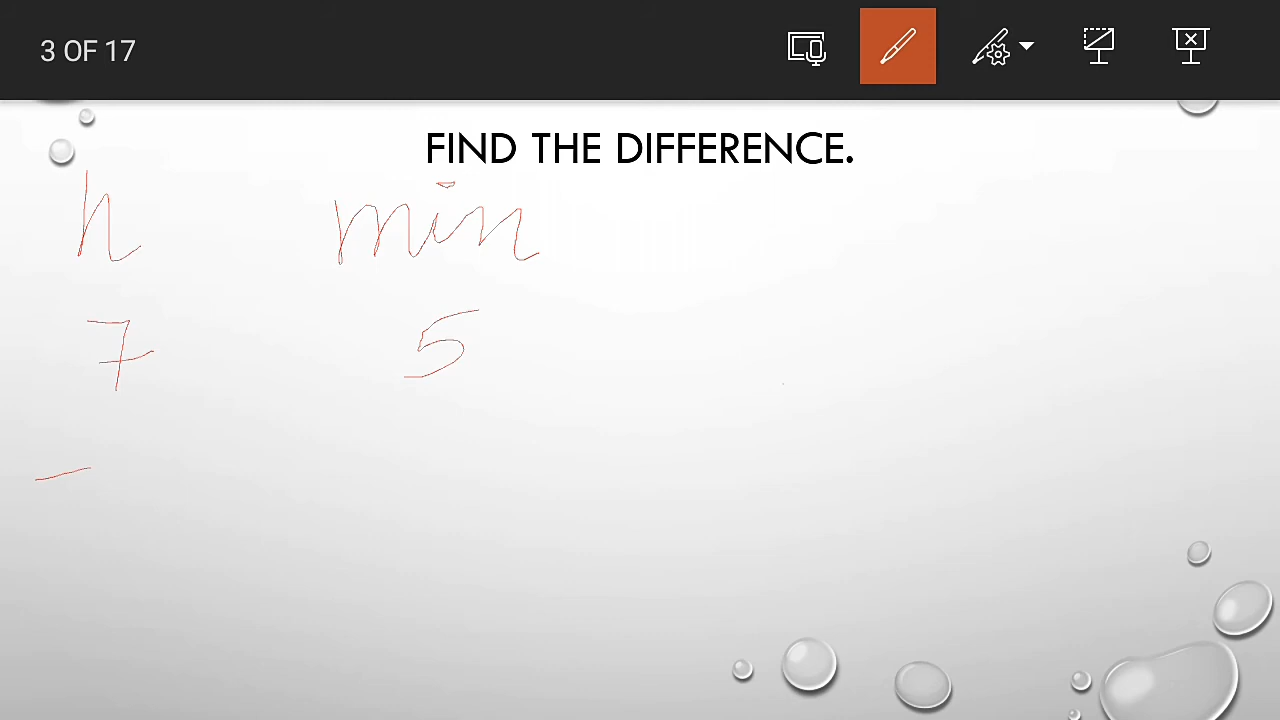 3 OF 17
FIND THE DIFFERENCE.
h min
7 5
—